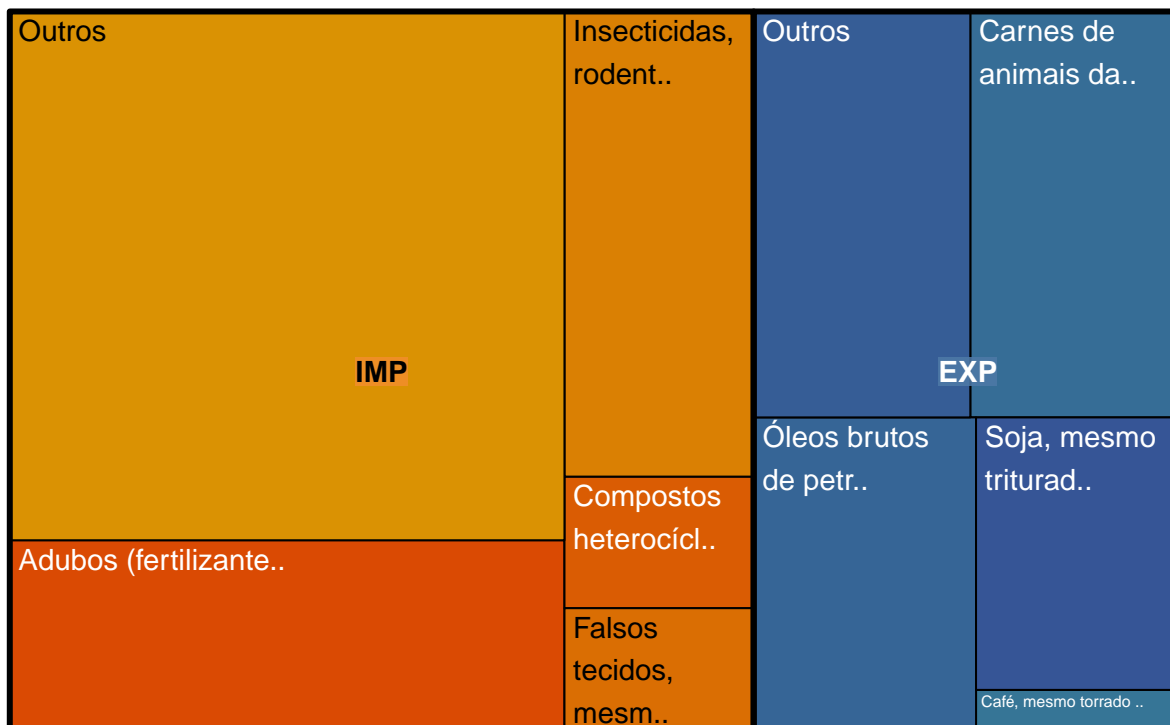 Outros
Insecticidas,
rodent..
Outros
Carnes de
animais da..
IMP
EXP
Óleos brutos
de petr..
Soja, mesmo
triturad..
Compostos
heterocícl..
Adubos (fertilizante..
Falsos
tecidos,
mesm..
Café, mesmo torrado ..